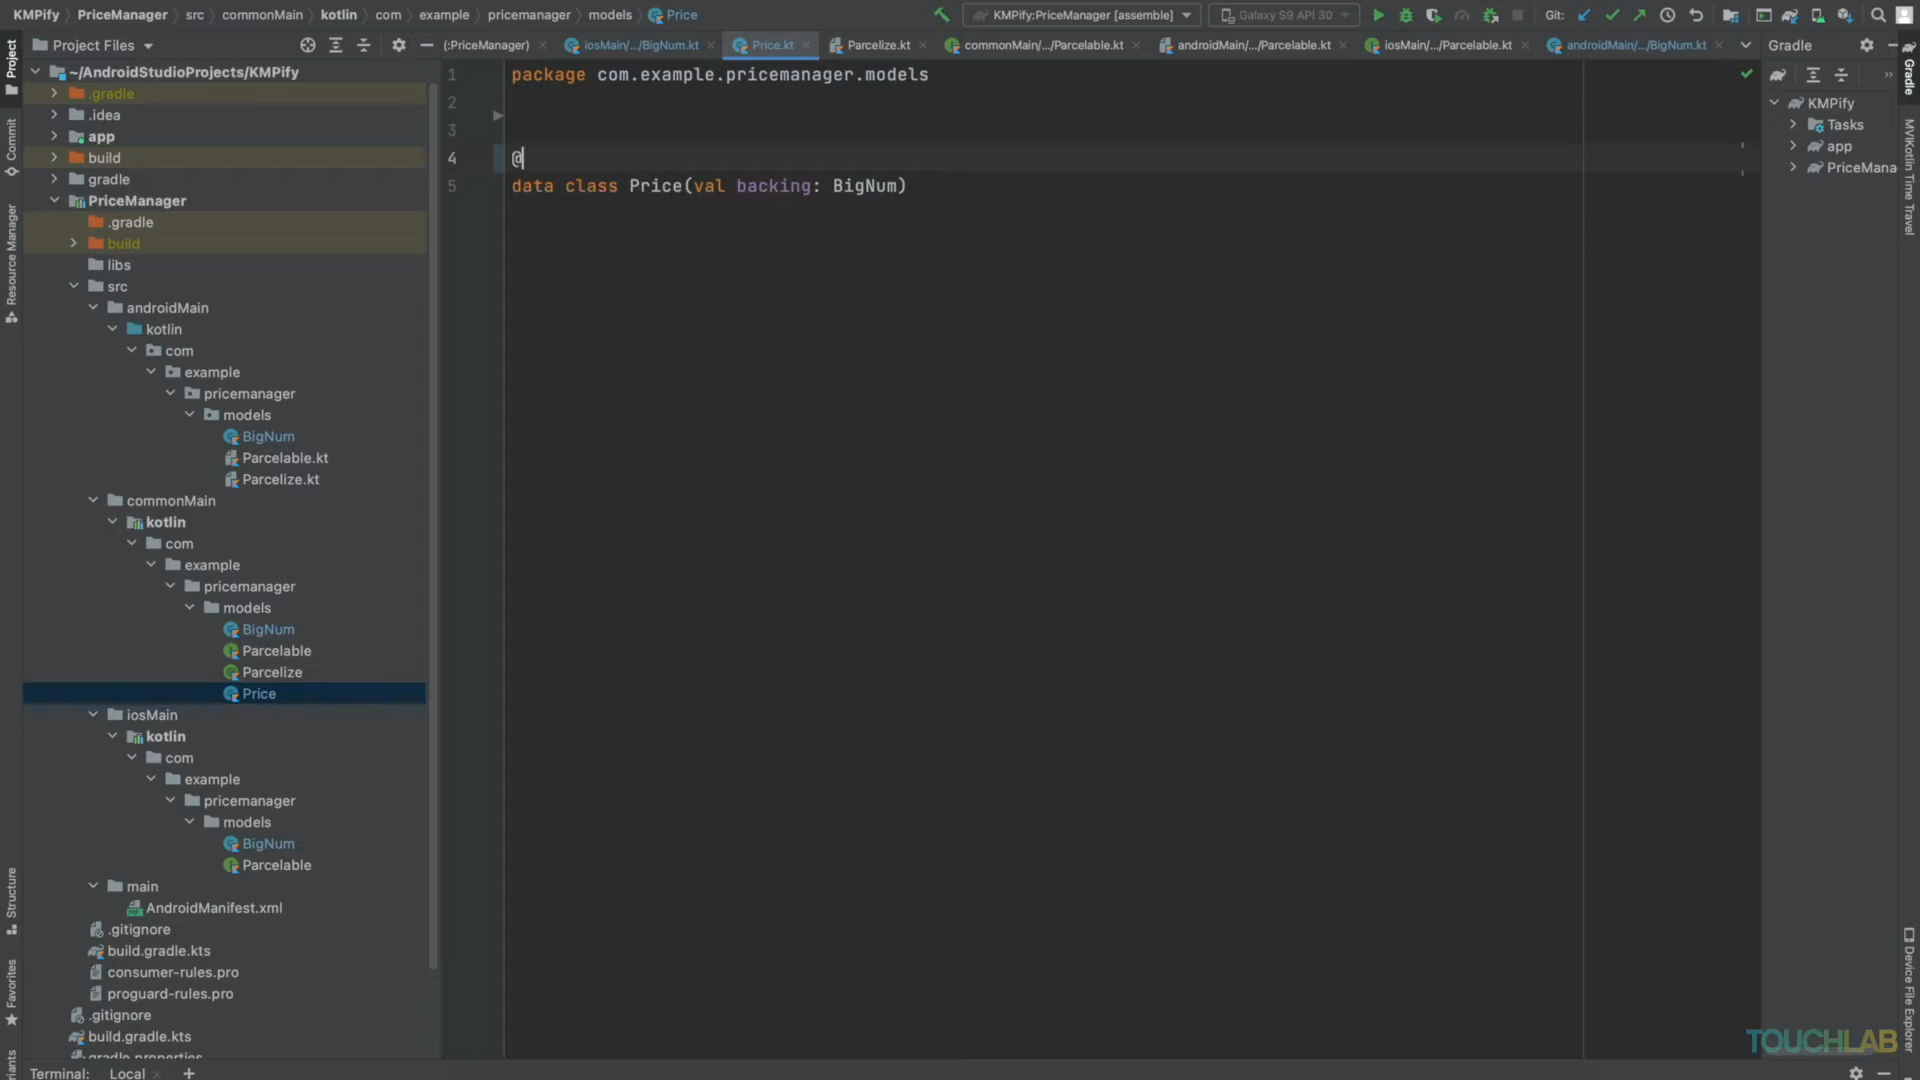 KMPify PriceManager src commonMain kotlin com example pricemanager models Price KMPify:PriceManager [assemble] Galaxy S9 API 30 Git:
Project Files (:PriceManager) iosMain/.../BigNum.kt Price.kt Parcelize.kt commonMain/.../Parcelable.kt androidMain/.../Parcelable.kt iosMain/.../Parcelable.kt androidMain/.../BigNum.kt Gradle
Project
Commit
Resource Manager
Structure
Favorites
~/AndroidStudioProjects/KMPify
.gradle
.idea
app
build
gradle
PriceManager
.gradle
build
libs
src
androidMain
kotlin
com
example
pricemanager
models
BigNum
Parcelable.kt
Parcelize.kt
commonMain
kotlin
com
example
pricemanager
models
BigNum
Parcelable
Parcelize
Price
iosMain
kotlin
com
example
pricemanager
models
BigNum
Parcelable
main
AndroidManifest.xml
.gitignore
build.gradle.kts
consumer-rules.pro
proguard-rules.pro
.gitignore
build.gradle.kts
gradle.properties
1 package com.example.pricemanager.models
2
3
4 @
5 data class Price(val backing: BigNum)
KMPify
Tasks
app
PriceMana
Gradle
MVIKotlin Time Travel
Device File Explorer
TOUCHLAB
Terminal: Local